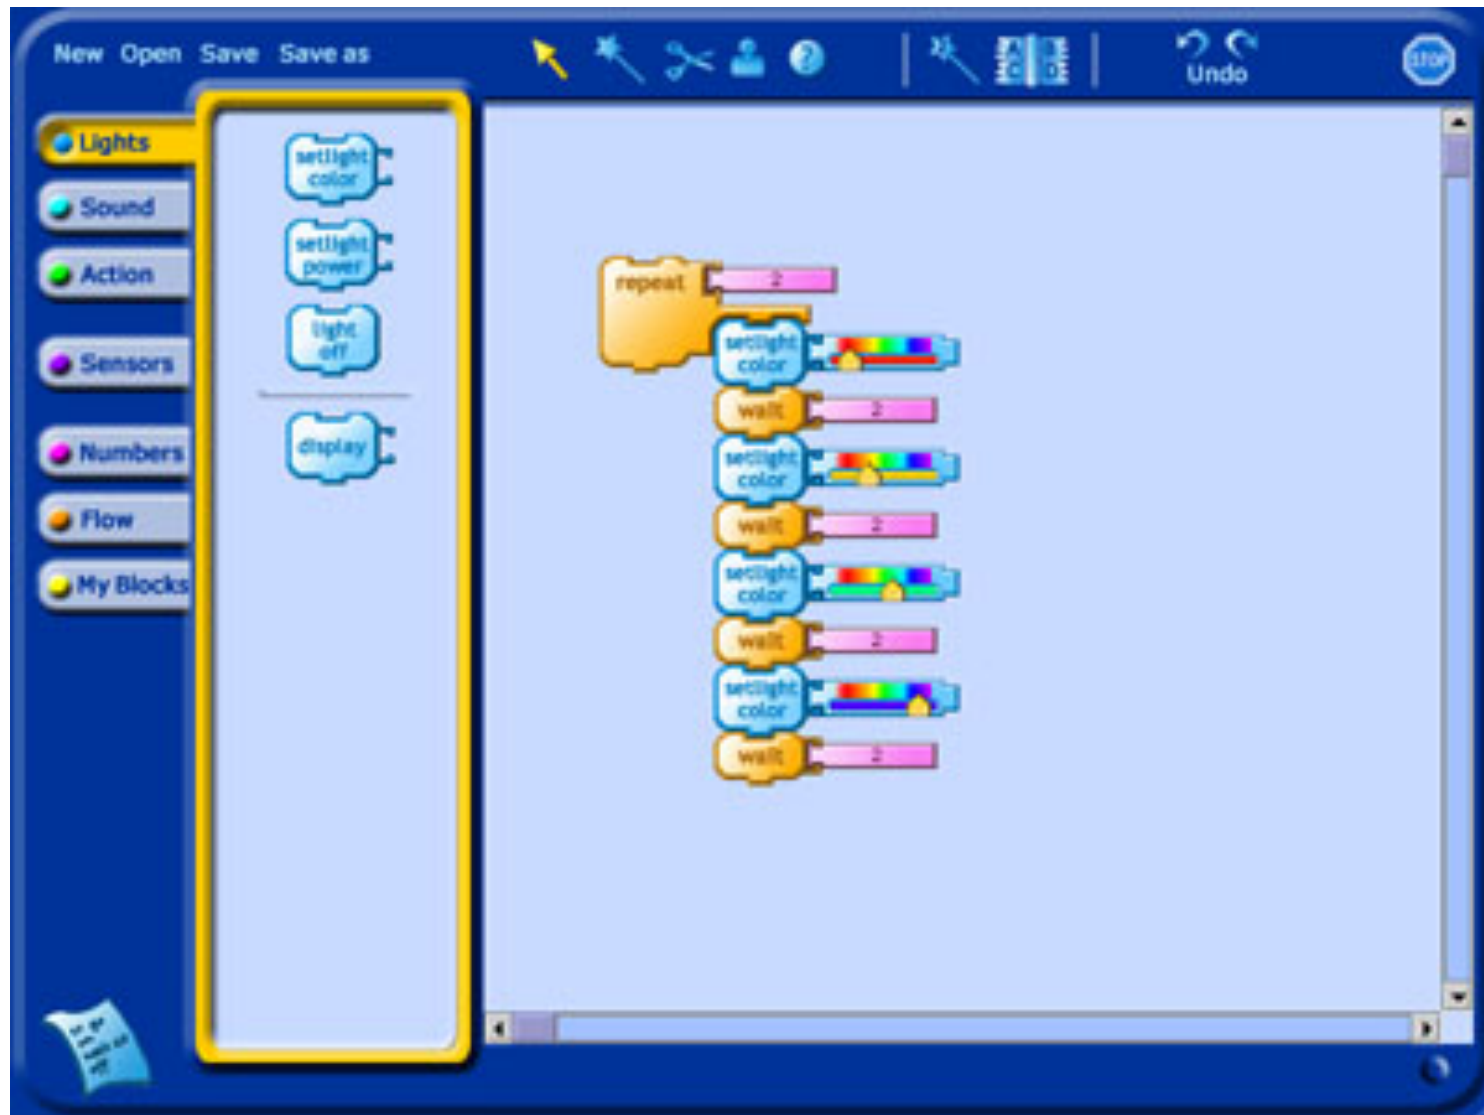 New Open Save Save as
Undo
STOP
Lights
Sound
Action
Sensors
Numbers
Flow
My Blocks
setlight
color
setlight
power
light
off
display
repeat 2
setlight
color
wait 2
setlight
color
wait 2
setlight
color
wait 2
setlight
color
wait 2